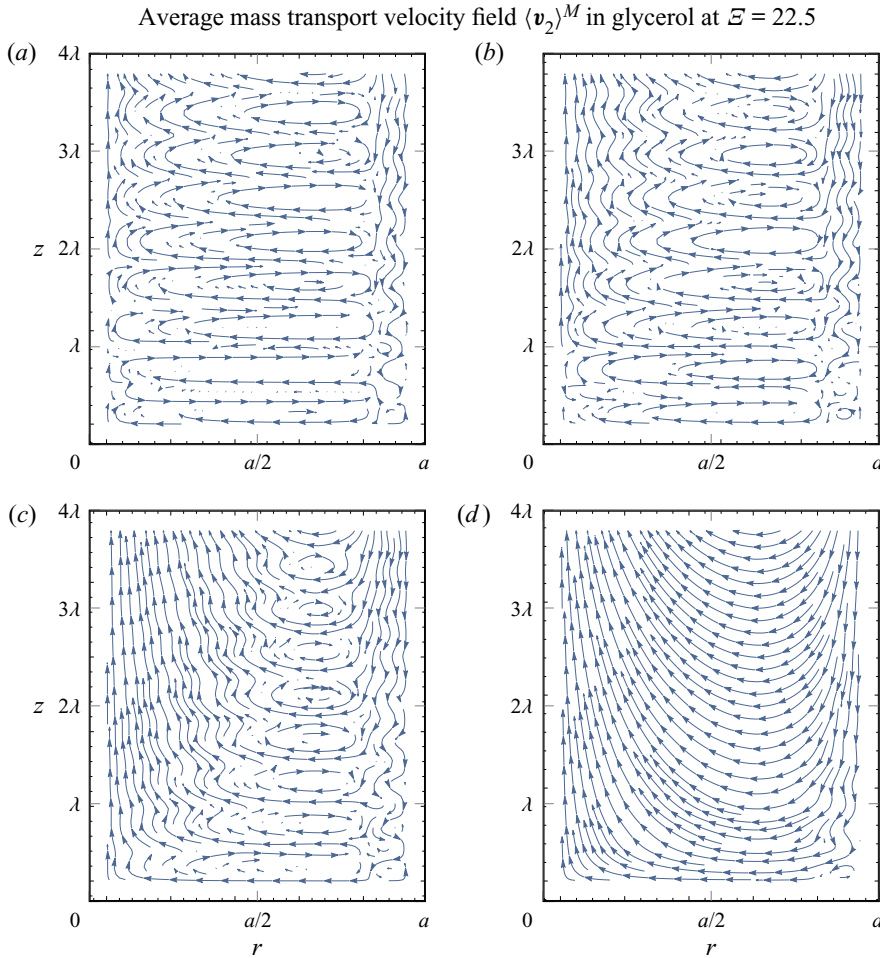 Average mass transport velocity field ⟨v₂⟩ᴹ in glycerol at Ξ = 22.5
(a) (b)
4λ
3λ 3λ
z 2λ 2λ
λ λ
0 a/2 a 0 a/2 a
(c) 4λ (d) 4λ
3λ 3λ
z 2λ 2λ
λ λ
0 a/2 a 0 a/2 a
r r